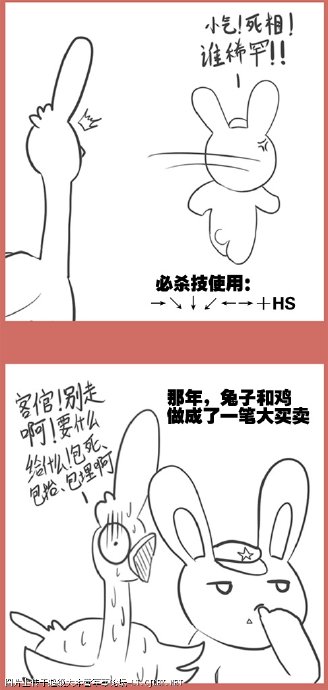 小气!死相!
谁稀罕!!
必杀技使用:
→↘↓↙←→+HS
那年，兔子和鸡
做成了一笔大买卖
客官!别走
啊!要什么
给什么!包死、
包抬、包埋啊